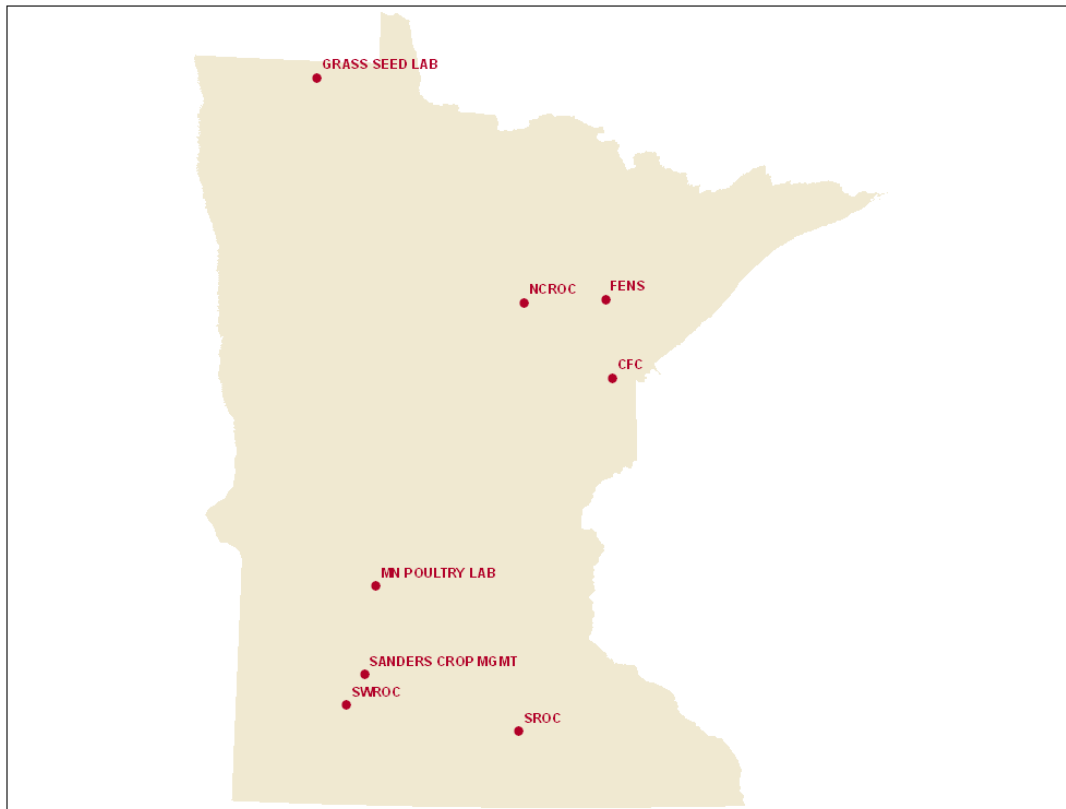 GRASS SEED LAB
NCROC
FENS
CFC
MN POULTRY LAB
SANDERS CROP MGMT
SWROC
SROC